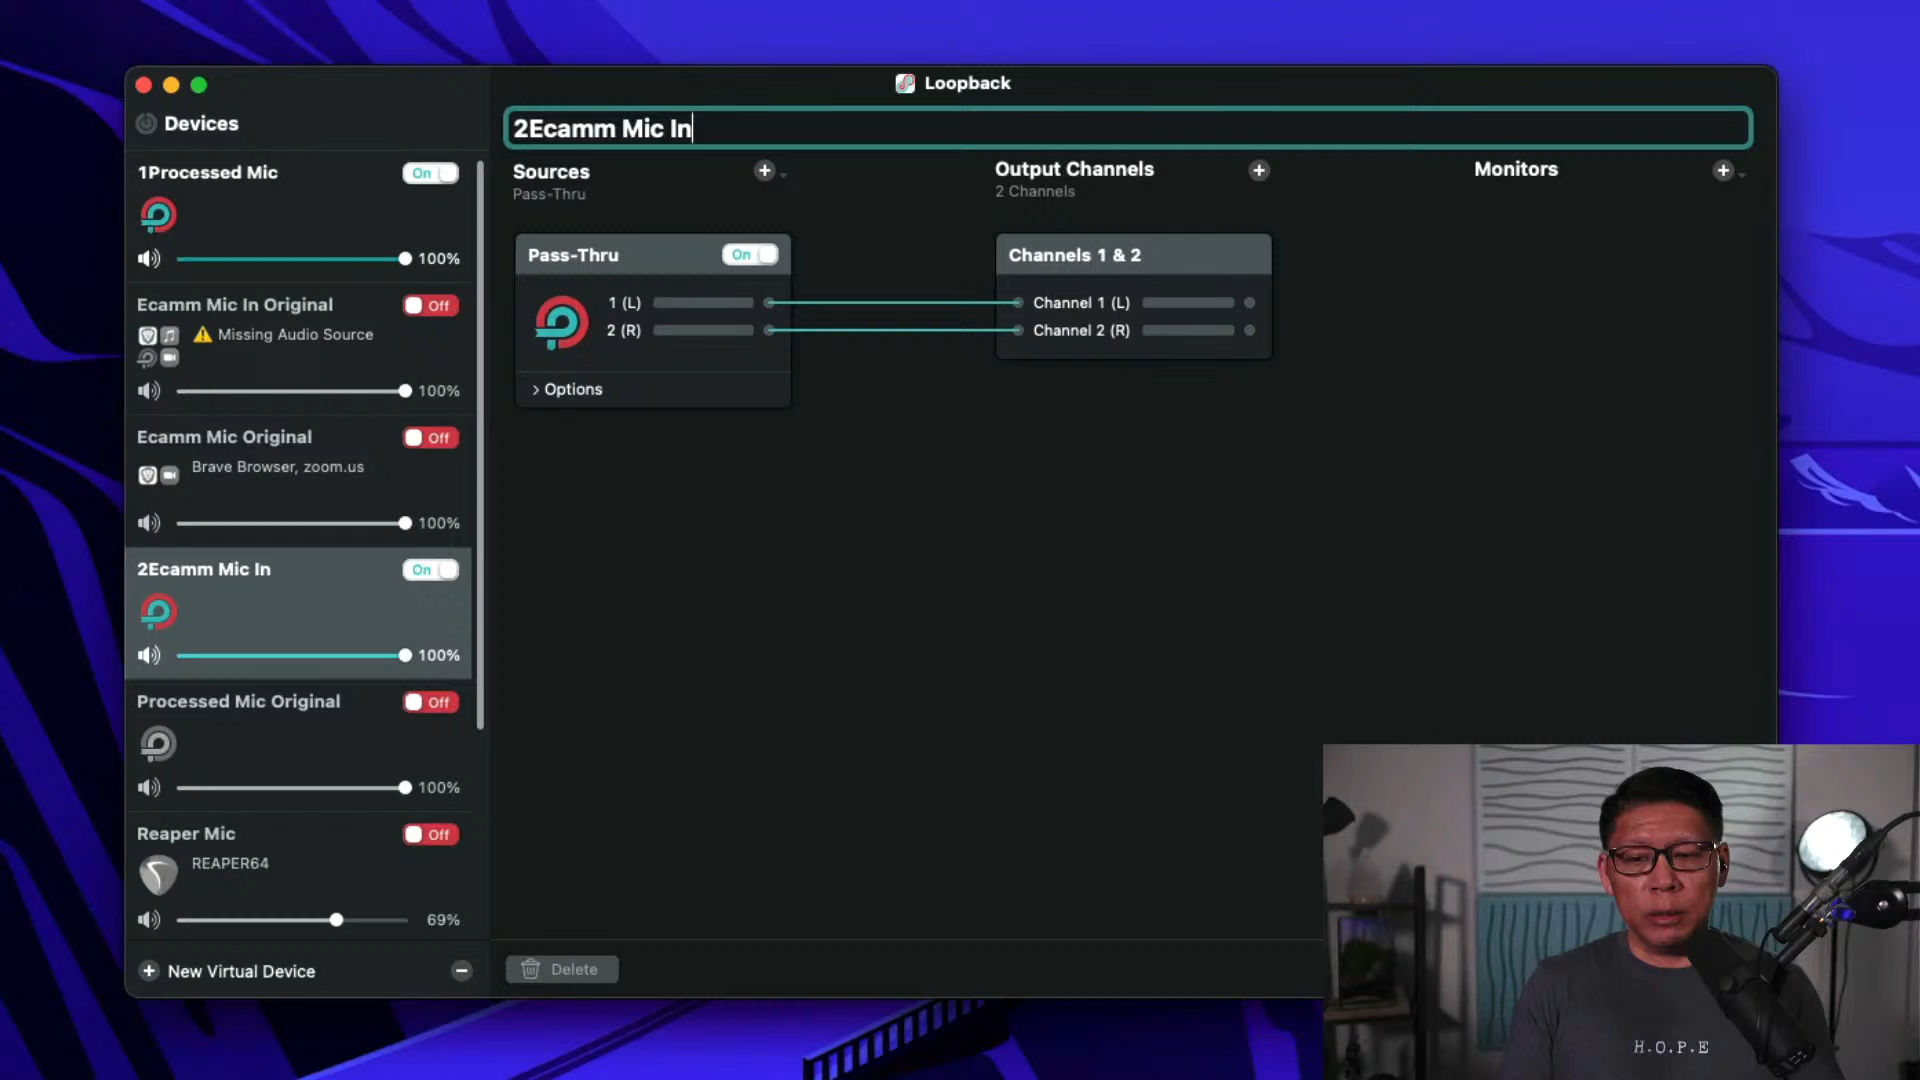 Loopback
Devices
2Ecamm Mic In
1Processed Mic
On
100%
Ecamm Mic In Original
Off
Missing Audio Source
100%
Ecamm Mic Original
Off
Brave Browser, zoom.us
100%
2Ecamm Mic In
On
100%
Processed Mic Original
Off
100%
Reaper Mic
Off
REAPER64
69%
New Virtual Device
Sources
Pass-Thru
Output Channels
2 Channels
Monitors
Pass-Thru
On
1 (L)
2 (R)
Options
Channels 1 & 2
Channel 1 (L)
Channel 2 (R)
Delete
H.O.P.E